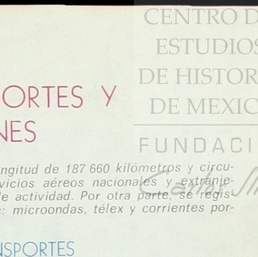 CENTRO D
ESTUDIOS
DE HISTOR
DE MEXIC
FUNDACI
ORTES Y
NES
ngitud de 187 660 kilómetros y circu-
vicios aéreos nacionales y extranje-
de actividad. Por otra parte, se regis-
: microondas, télex y corrientes por-
NSPORTES